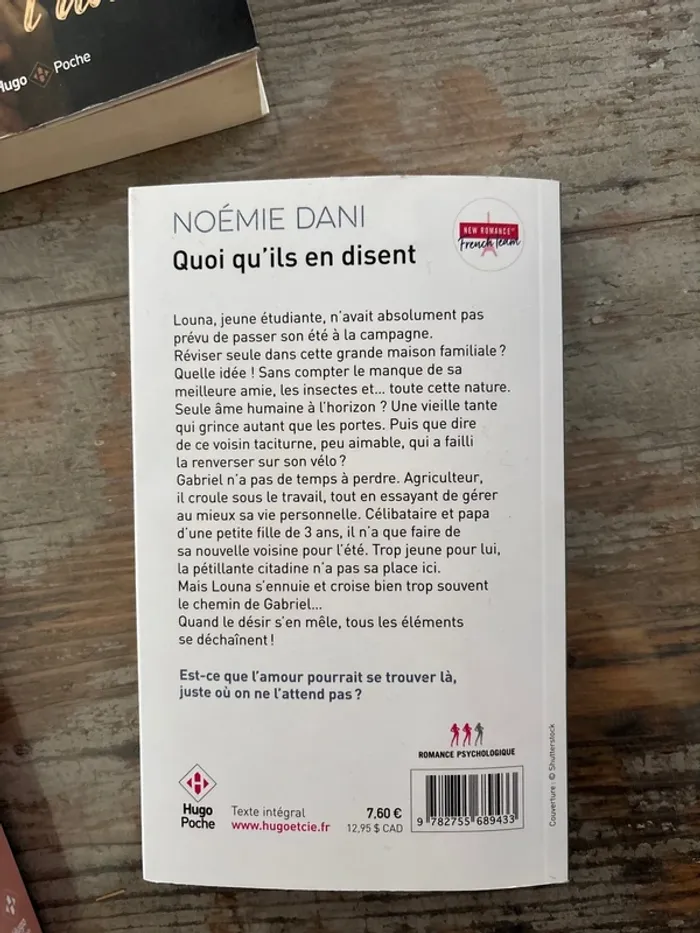 Hugo Poche
NOÉMIE DANI
Quoi qu'ils en disent
NEW ROMANCE
French Team
Louna, jeune étudiante, n'avait absolument pas
prévu de passer son été à la campagne.
Réviser seule dans cette grande maison familiale ?
Quelle idée ! Sans compter le manque de sa
meilleure amie, les insectes et... toute cette nature.
Seule âme humaine à l'horizon ? Une vieille tante
qui grince autant que les portes. Puis que dire
de ce voisin taciturne, peu aimable, qui a failli
la renverser sur son vélo ?
Gabriel n'a pas de temps à perdre. Agriculteur,
il croule sous le travail, tout en essayant de gérer
au mieux sa vie personnelle. Célibataire et papa
d'une petite fille de 3 ans, il n'a que faire de
sa nouvelle voisine pour l'été. Trop jeune pour lui,
la pétillante citadine n'a pas sa place ici.
Mais Louna s'ennuie et croise bien trop souvent
le chemin de Gabriel...
Quand le désir s'en mêle, tous les éléments
se déchaînent !
Est-ce que l'amour pourrait se trouver là,
juste où on ne l'attend pas ?
ROMANCE PSYCHOLOGIQUE
Hugo
Poche
Texte intégral
www.hugoetcie.fr
7,60 €
12,95 $ CAD
9 782755 689433
Couverture : © Shutterstock